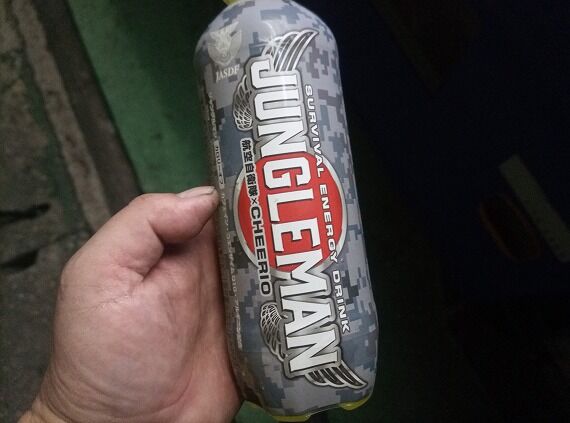 JASDF
JUNGLEMAN
SURVIVAL ENERGY DRINK
航空自衛隊×CHEERIO